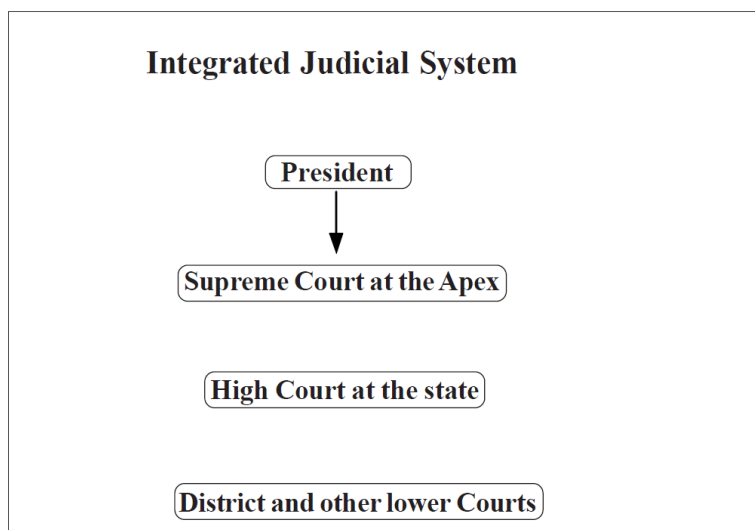 Integrated Judicial System
President
Supreme Court at the Apex
High Court at the state
District and other lower Courts